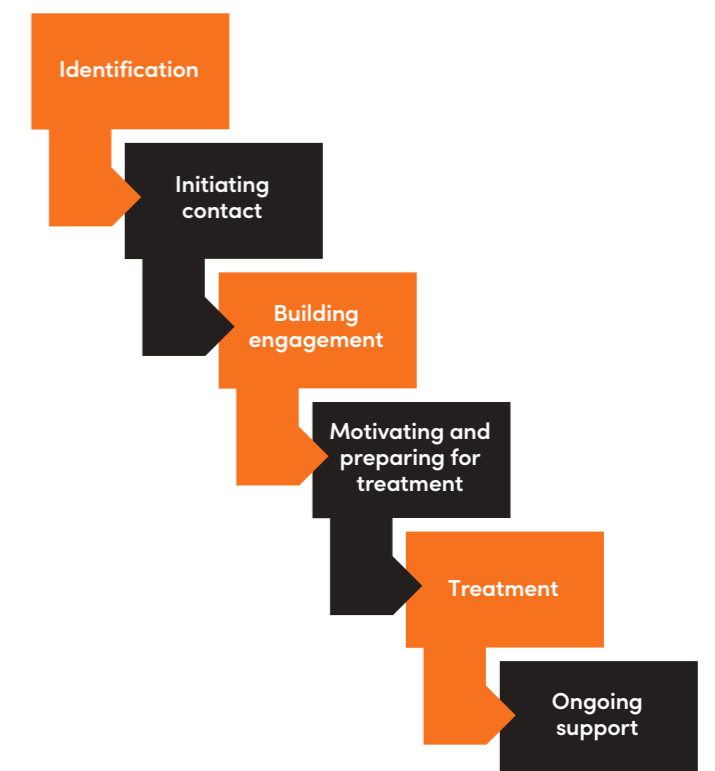 Identification
Initiating
contact
Building
engagement
Motivating and
preparing for
treatment
Treatment
Ongoing
support